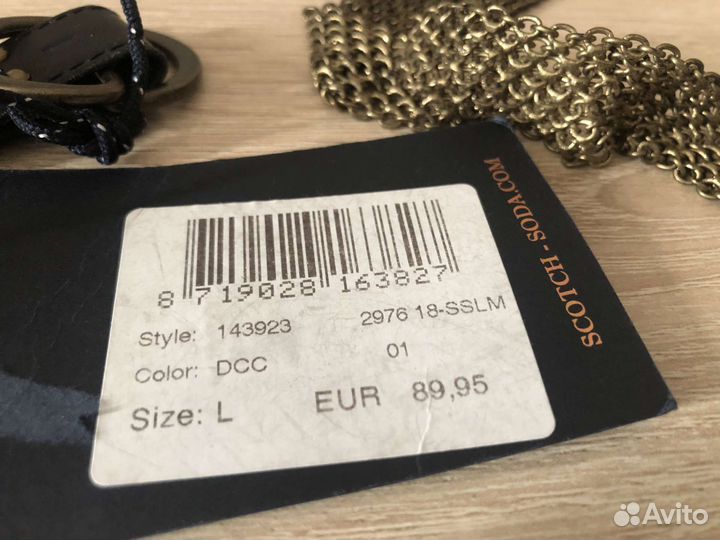 8 719028 163827
Style: 143923 2976 18-SSLM
Color: DCC 01
Size: L EUR 89,95
SCOTCH - SODA.COM
Avito